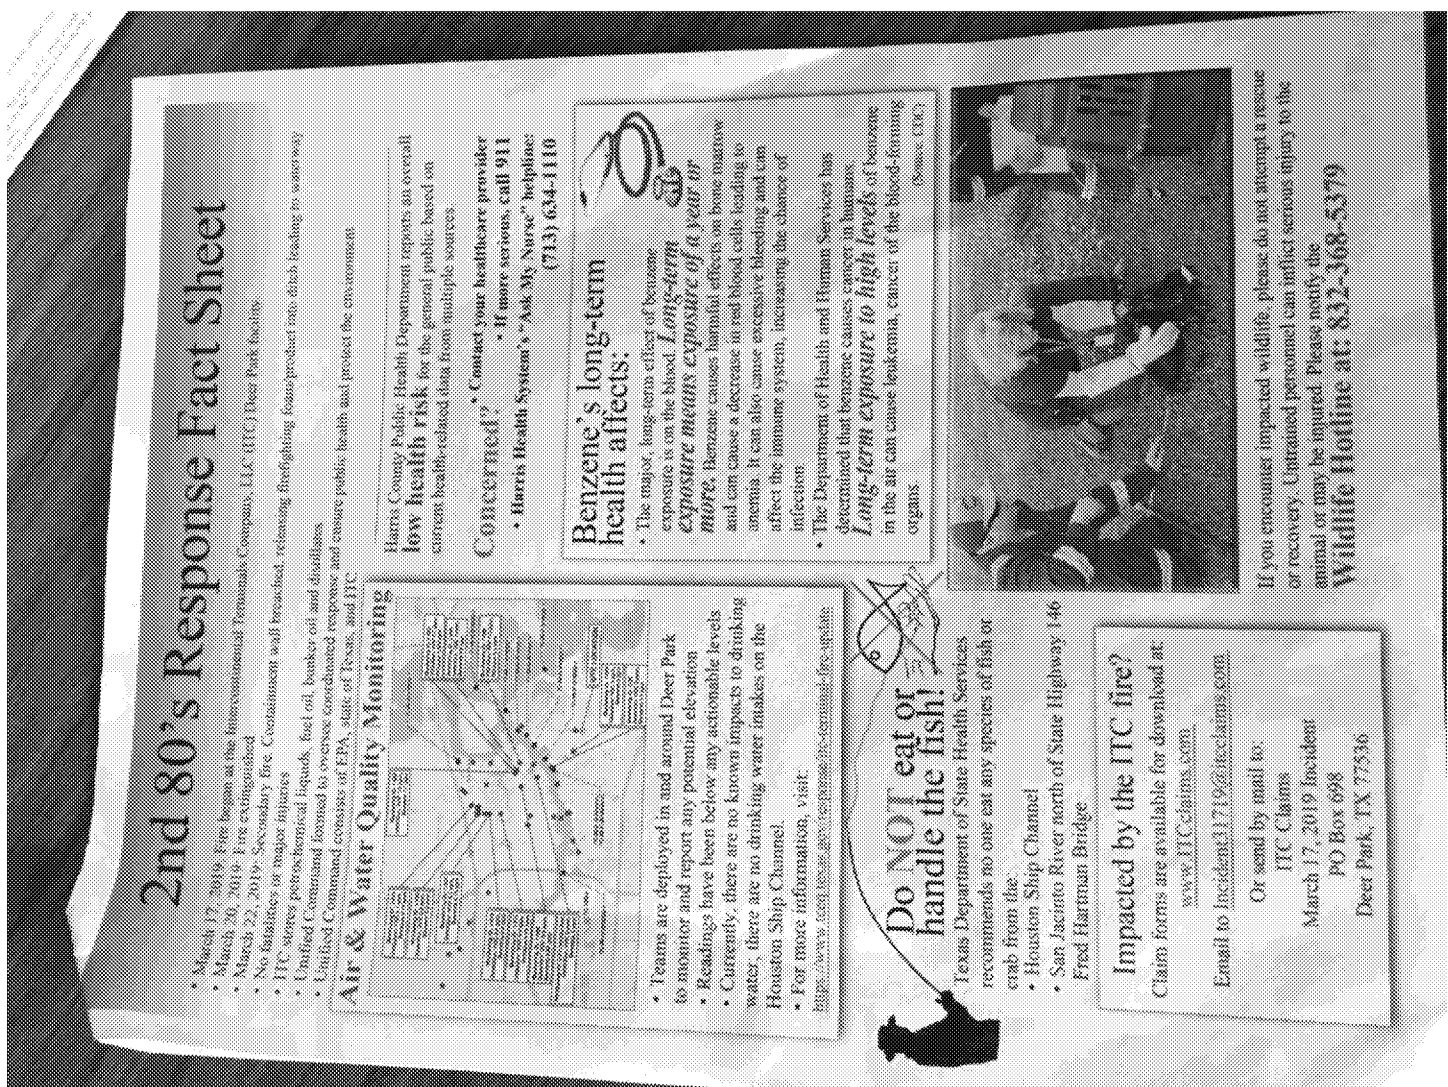 2nd 80's Response Fact Sheet
• March 17, 2019: Fire began at the Intercontinental Terminals Company, LLC (ITC) Deer Park facility
• March 20, 2019: Fire extinguished
• March 22, 2019: Secondary fire. Containment wall breached, releasing firefighting foam/product into ditch leading to waterway
• No fatalities or major injures
• ITC stores petrochemical liquids, fuel oil, bunker oil and distillates
• Unified Command formed to oversee coordinated response and ensure public health and protect the environment
• Unified Command consists of EPA, state of Texas, and ITC
Air & Water Quality Monitoring
• Teams are deployed in and around Deer Park
to monitor and report any potential elevation
• Readings have been below any actionable levels
• Currently, there are no known impacts to drinking
water, there are no drinking water intakes on the
Houston Ship Channel.
• For more information, visit:
Harris County Public Health Department reports an overall
low health risk for the general public based on
current health-related data from multiple sources.
Concerned!?
• Contact your healthcare provider
• If more serious, call 911
• Harris Health System's "Ask My Nurse" helpline:
(713) 634-1110
Benzene's long-term
health affects:
• The major, long-term effect of benzene
exposure is on the blood. Long-term
exposure means exposure of a year or
more. Benzene causes harmful effects on bone marrow
and can cause a decrease in red blood cells leading to
anemia. It can also cause excessive bleeding and can
affect the immune system, increasing the chance of
infection
• The Department of Health and Human Services has
determined that benzene causes cancer in humans.
Long-term exposure to high levels of benzene
in the air can cause leukemia, cancer of the blood-forming
organs
(Source: CDC)
Do NOT eat or
handle the fish!
Texas Department of State Health Services
recommends no one eat any species of fish or
crab from the
• Houston Ship Channel
• San Jacinto River north of State Highway 146
Fred Hartman Bridge
Impacted by the ITC fire?
Claim forms are available for download at:
www.ITCclaims.com
Email to Incident31719@itcclaims.com
Or send by mail to:
ITC Claims
March 17, 2019 Incident
PO Box 698
Deer Park, TX 77536
If you encounter impacted wildlife, please do not attempt a rescue
or recovery. Untrained personnel can inflict serious injury to the
animal or may be injured Please notify the
Wildlife Hotline at: 832-368-5379